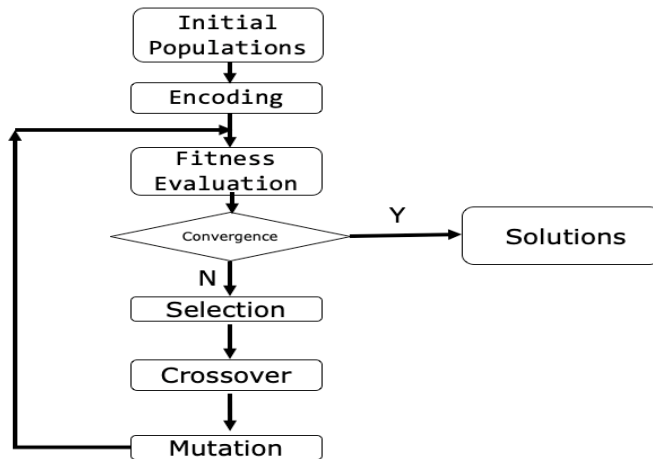 Initial
Populations
Encoding
Fitness
Evaluation
Convergence
Y
Solutions
N
Selection
Crossover
Mutation